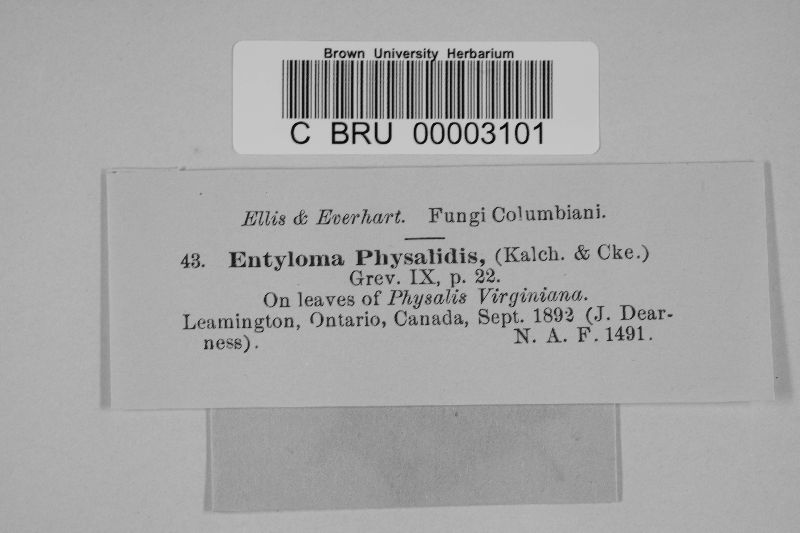 Brown University Herbarium
C BRU 00003101
Ellis & Everhart. Fungi Columbiani.
43. Entyloma Physalidis, (Kalch. & Cke.)
Grev. IX, p. 22.
On leaves of Physalis Virginiana.
Leamington, Ontario, Canada, Sept. 1892 (J. Dear-
ness). N. A. F. 1491.